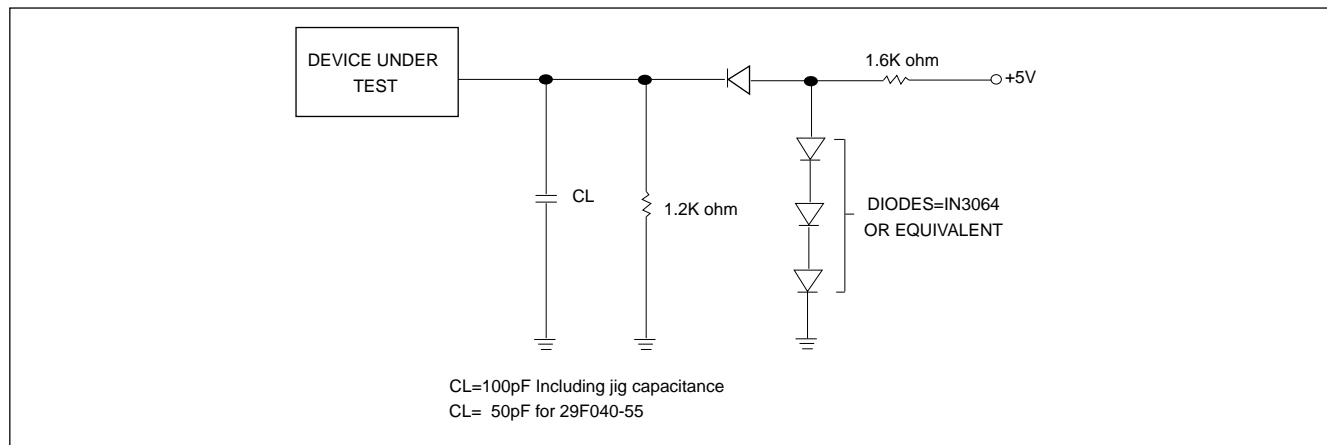 DEVICE UNDER
TEST
1.6K ohm
+5V
CL
1.2K ohm
DIODES=IN3064
OR EQUIVALENT
CL=100pF Including jig capacitance
CL= 50pF for 29F040-55